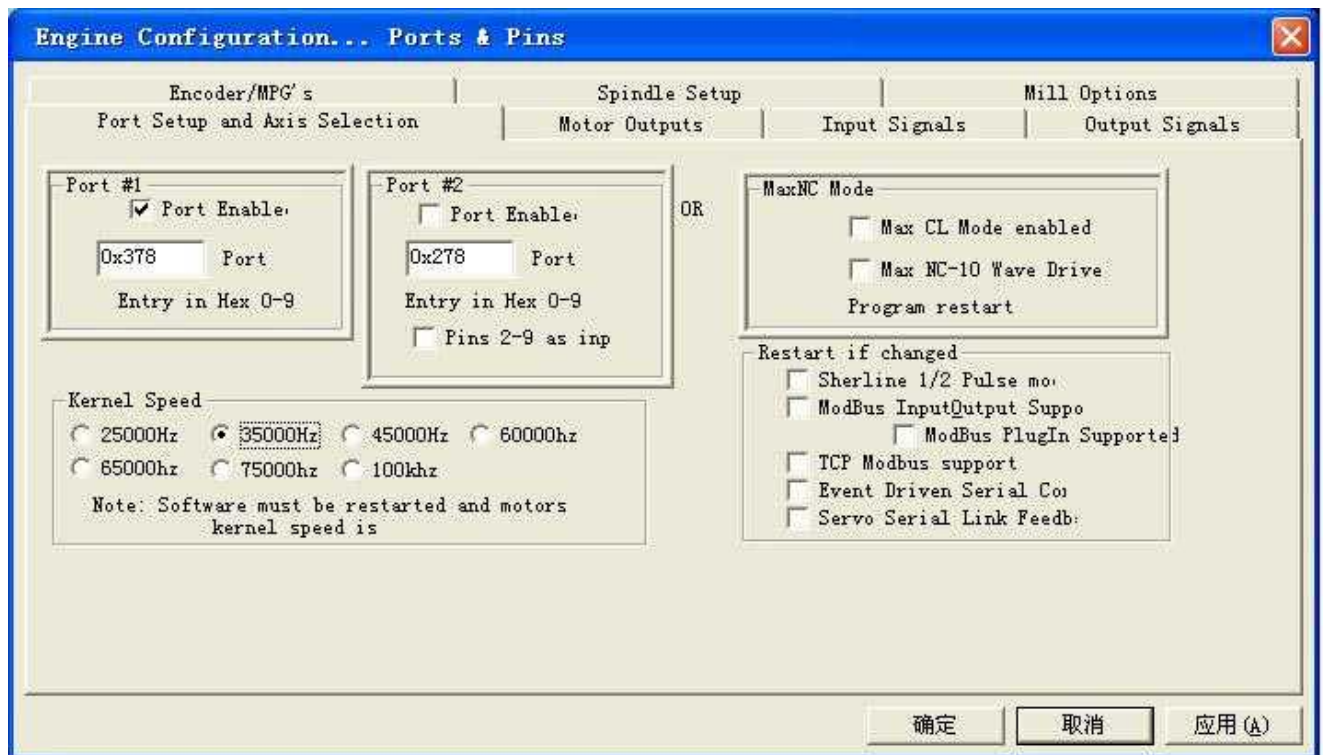 Engine Configuration... Ports & Pins
Encoder/MPG's
Spindle Setup
Mill Options
Port Setup and Axis Selection
Motor Outputs
Input Signals
Output Signals
Port #1
Port Enable
0x378
Port
Entry in Hex 0-9
Port #2
Port Enable
0x278
Port
Entry in Hex 0-9
Pins 2-9 as inp
OR
MaxNC Mode
Max CL Mode enabled
Max NC-10 Wave Drive
Program restart
Restart if changed
Sherline 1/2 Pulse mo
ModBus InputOutput Suppo
ModBus PlugIn Supported
TCP Modbus support
Event Driven Serial Co
Servo Serial Link Feedb
Kernel Speed
25000Hz
35000Hz
45000Hz
60000hz
65000hz
75000hz
100khz
Note: Software must be restarted and motors
kernel speed is
确定
取消
应用(A)